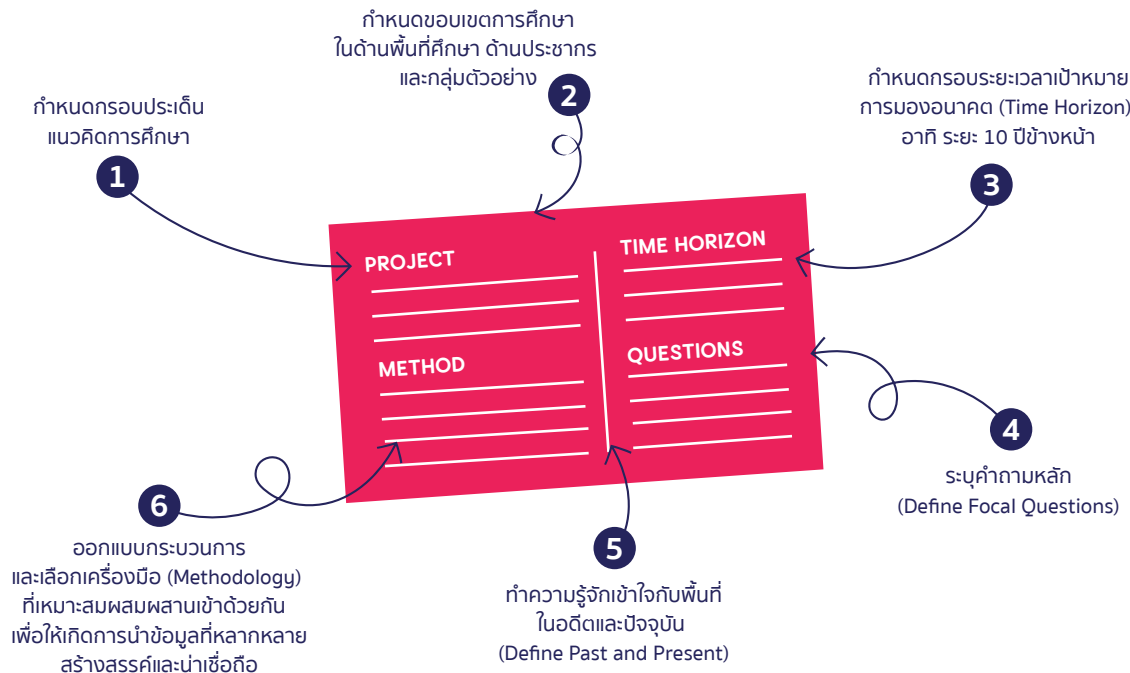 กำหนดกรอบประเด็น
แนวคิดการศึกษา
1
กำหนดขอบเขตการศึกษา
ในด้านพื้นที่ศึกษา ด้านประชากร
และกลุ่มตัวอย่าง
2
กำหนดกรอบระยะเวลาเป้าหมาย
การมองอนาคต (Time Horizon)
อาทิ ระยะ 10 ปีข้างหน้า
3
PROJECT
TIME HORIZON
METHOD
QUESTIONS
4
ระบุคำถามหลัก
(Define Focal Questions)
5
ทำความรู้จักเข้าใจกับพื้นที่
ในอดีตและปัจจุบัน
(Define Past and Present)
6
ออกแบบกระบวนการ
และเลือกเครื่องมือ (Methodology)
ที่เหมาะสมผสมผสานเข้าด้วยกัน
เพื่อให้เกิดการนำข้อมูลที่หลากหลาย
สร้างสรรค์และน่าเชื่อถือ